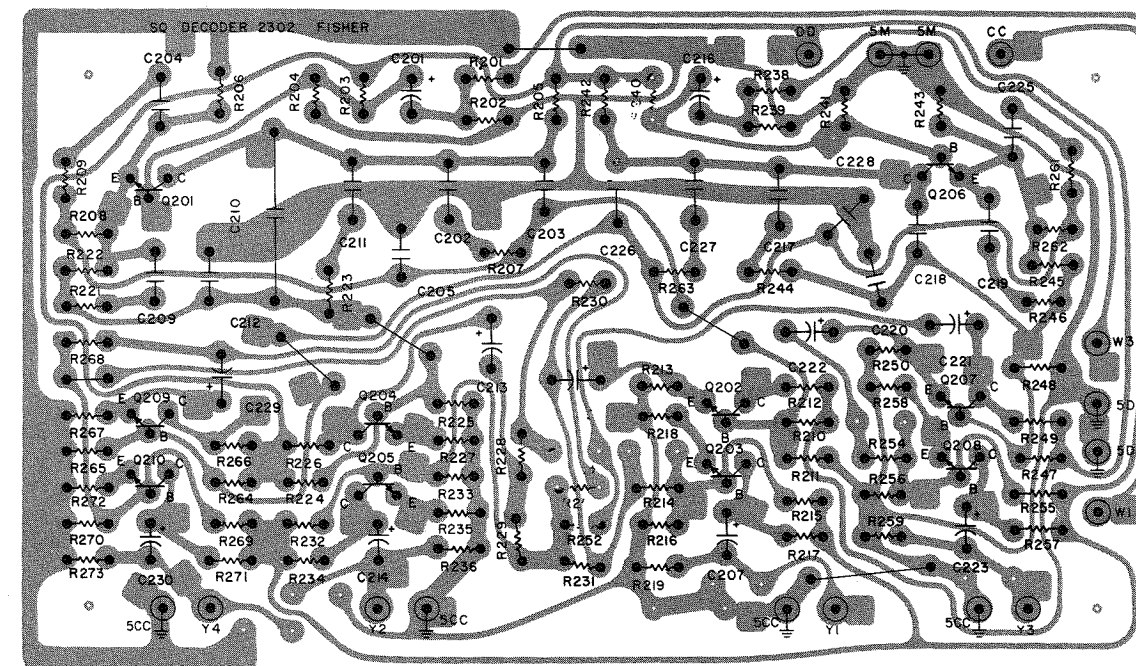 SQ DECODER 2302 FISHER
DD 5M 5M CC
C204 R206 R204 R203 C201 R201 R202 R205 R242 C216 R238 R239 R241 R243 C225
R209 E C B Q201 C228 B C E Q206 R261
R208 C210 C211 C202 C203 C226 C227 C217 R262
R222 R207 C218 C219 R245
R221 C209 R223 C205 R230 R263 R244 R246
C212 C220 W3
R268 C213 R213 C222 R250 C221 R248
E Q209 C C229 Q204 Q202 R212 R258 Q207 5D
R267 B C B E R225 E C B R218 R210 E C B R249
R265 R266 R226 R227 R228 R254 Q208 5D
E Q210 C Q205 E Q203 C R211 E C B R247
R272 B R264 R224 C B E R233 R214 B R256 R255
R270 R269 R232 R235 R229 R252 R216 R215 R259 W1
R257
R273 C230 R271 R234 C214 R236 R231 R219 C207 R217 C223
5CC Y4 Y2 5CC 5CC Y1 5CC Y3